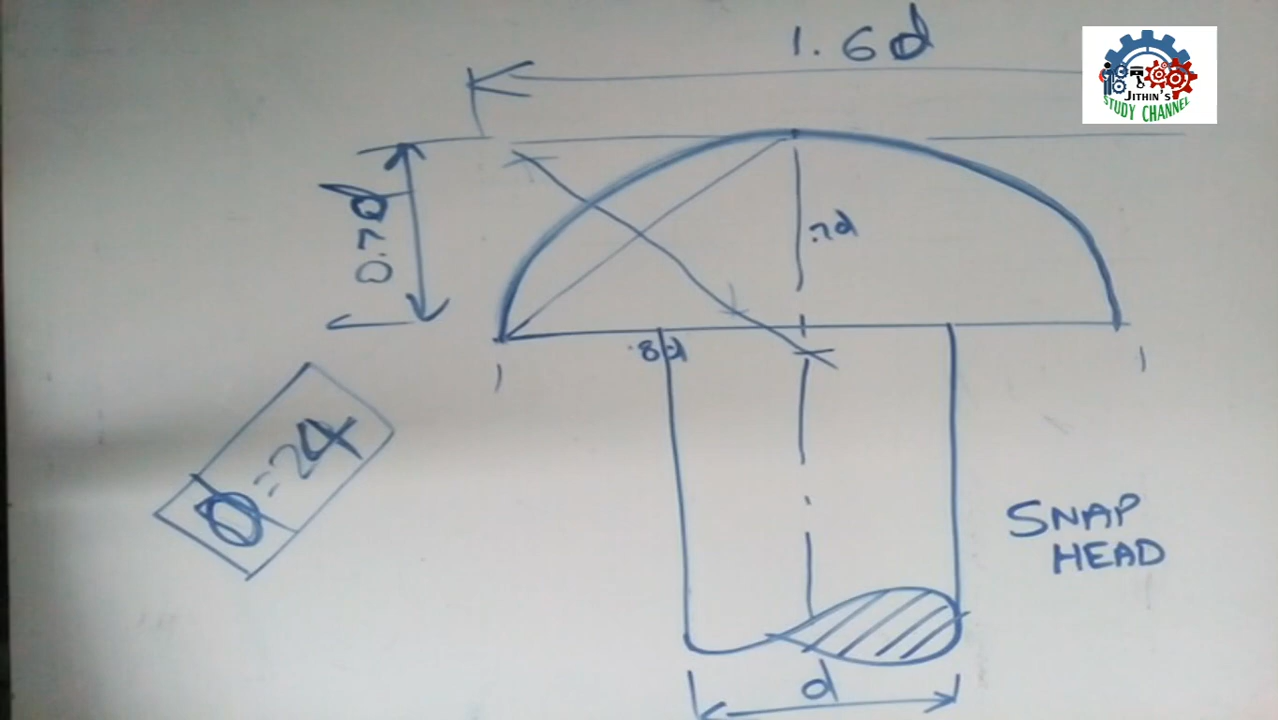 1.6d
JITHIN'S
STUDY CHANNEL
0.7d
.7d
.8d
d=24
SNAP
HEAD
d